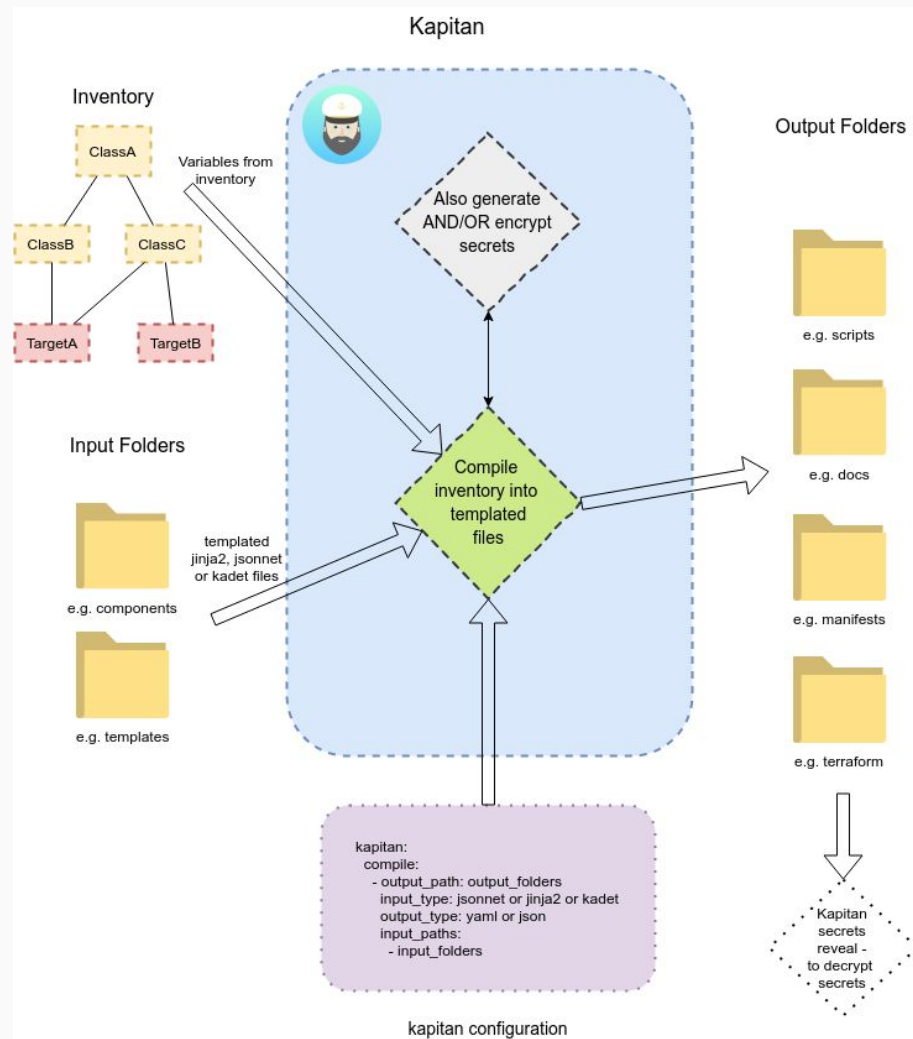 Kapitan
Inventory
ClassA
ClassB
ClassC
TargetA
TargetB
Variables from
inventory
Also generate
AND/OR encrypt
secrets
Input Folders
e.g. components
e.g. templates
templated
jinja2, jsonnet
or kadet files
Compile
inventory into
templated
files
Output Folders
e.g. scripts
e.g. docs
e.g. manifests
e.g. terraform
Kapitan
secrets
reveal -
to decrypt
secrets
kapitan:
compile:
- output_path: output_folders
input_type: jsonnet or jinja2 or kadet
output_type: yaml or json
input_paths:
- input_folders
kapitan configuration